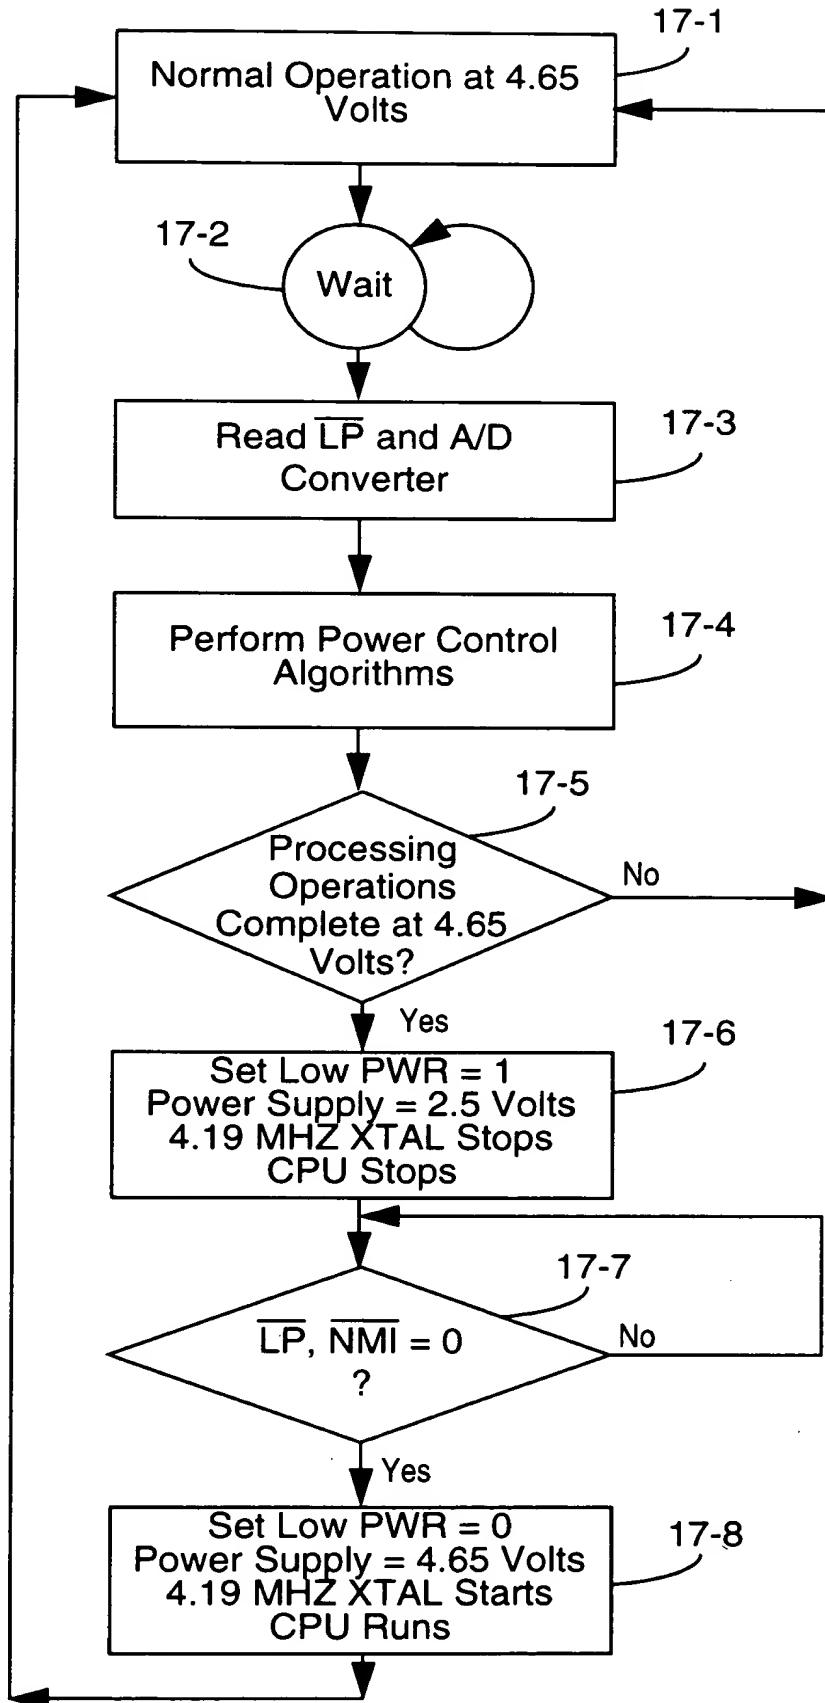 17-1
Normal Operation at 4.65
Volts
17-2
Wait
17-3
Read L̅P̅ and A/D
Converter
17-4
Perform Power Control
Algorithms
17-5
Processing
Operations
Complete at 4.65
Volts?
No
Yes
17-6
Set Low PWR = 1
Power Supply = 2.5 Volts
4.19 MHZ XTAL Stops
CPU Stops
17-7
L̅P̅, N̅M̅I̅ = 0
?
No
Yes
17-8
Set Low PWR = 0
Power Supply = 4.65 Volts
4.19 MHZ XTAL Starts
CPU Runs